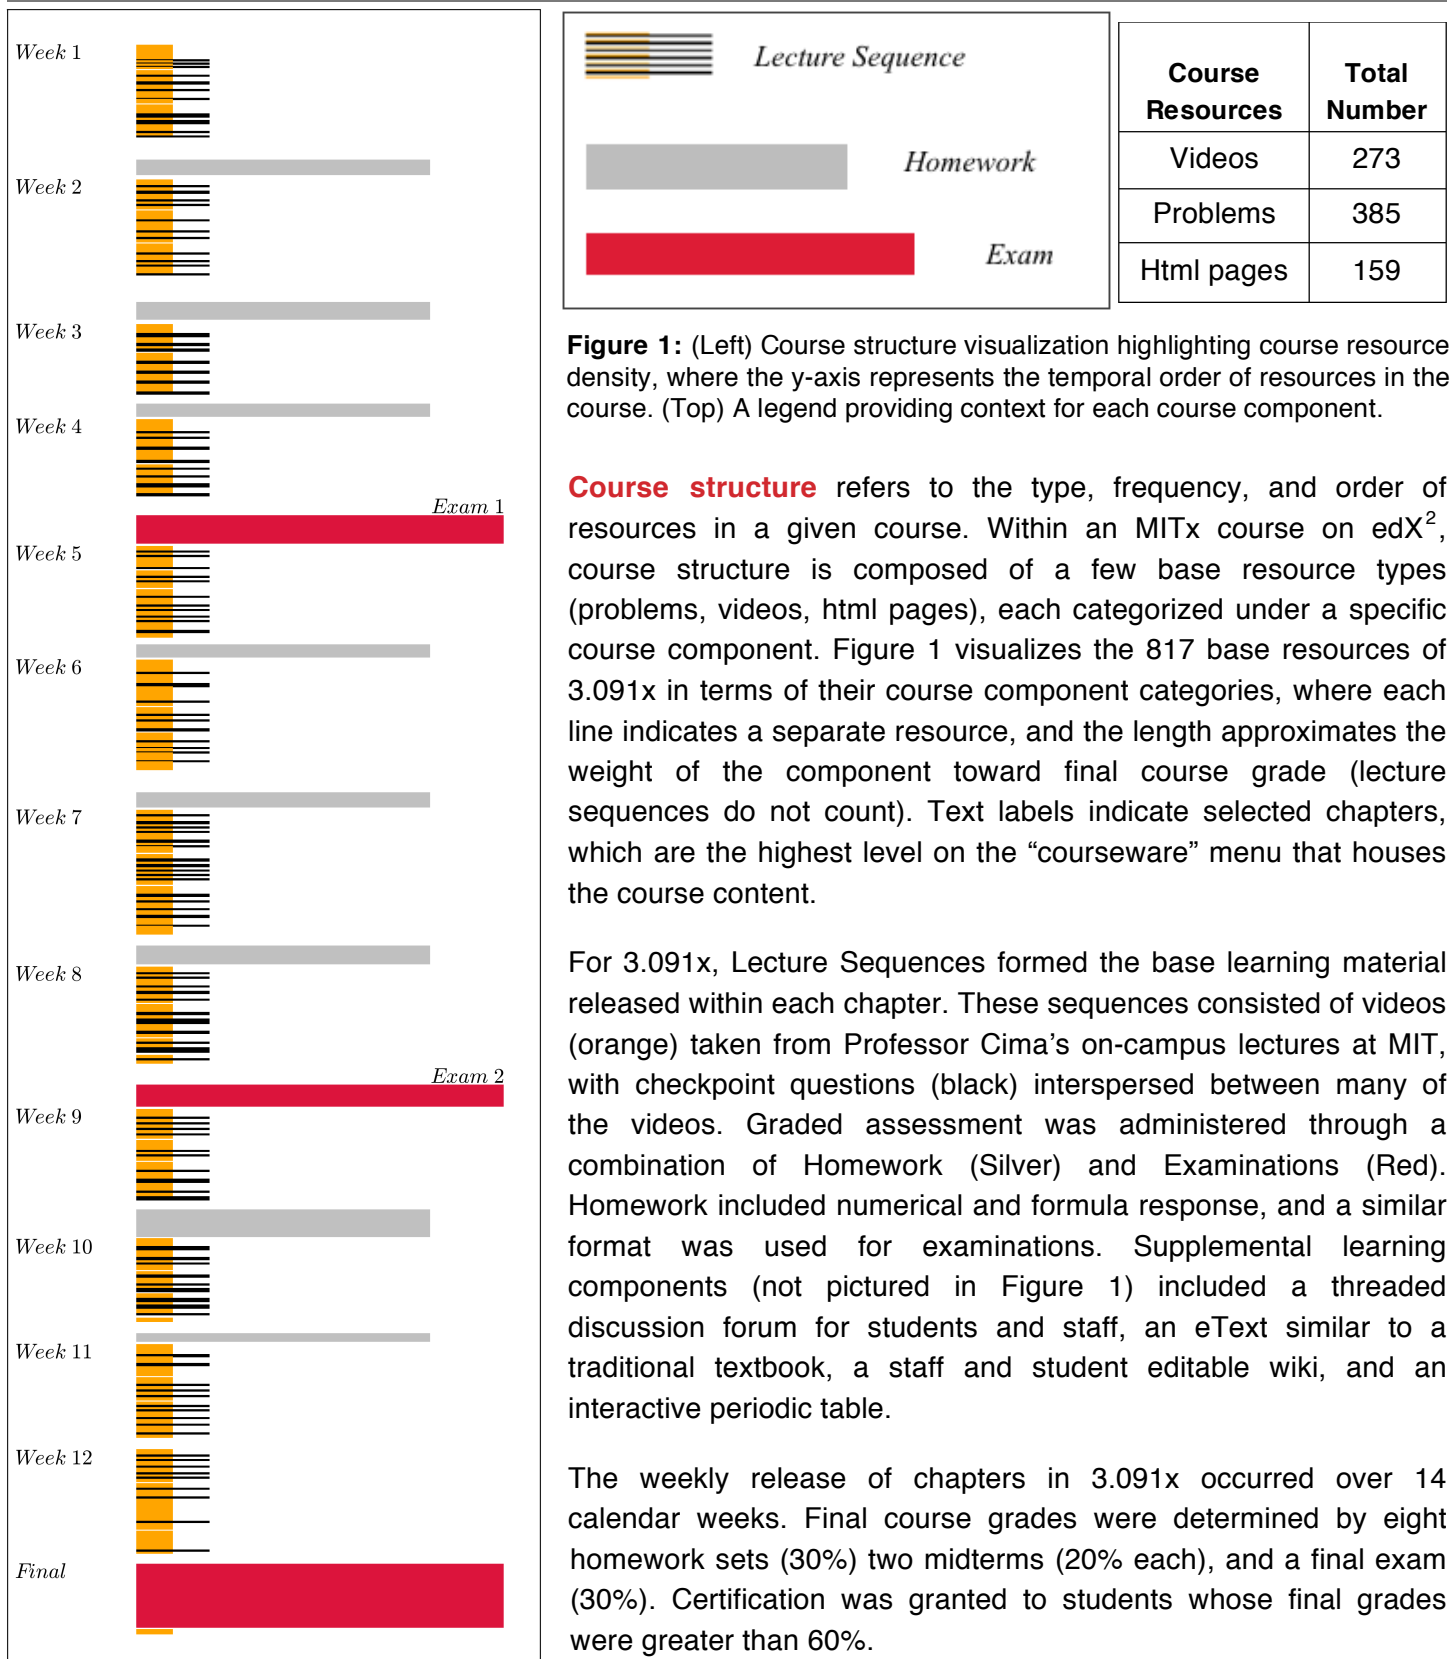 Week 1
Week 2
Week 3
Week 4
Exam 1
Week 5
Week 6
Week 7
Week 8
Exam 2
Week 9
Week 10
Week 11
Week 12
Final
Lecture Sequence
Homework
Exam
Course Resources | Total Number
Videos | 273
Problems | 385
Html pages | 159
Figure 1: (Left) Course structure visualization highlighting course resource
density, where the y-axis represents the temporal order of resources in the
course. (Top) A legend providing context for each course component.
Course structure refers to the type, frequency, and order of
resources in a given course. Within an MITx course on edX²,
course structure is composed of a few base resource types
(problems, videos, html pages), each categorized under a specific
course component. Figure 1 visualizes the 817 base resources of
3.091x in terms of their course component categories, where each
line indicates a separate resource, and the length approximates the
weight of the component toward final course grade (lecture
sequences do not count). Text labels indicate selected chapters,
which are the highest level on the “courseware” menu that houses
the course content.
For 3.091x, Lecture Sequences formed the base learning material
released within each chapter. These sequences consisted of videos
(orange) taken from Professor Cima’s on-campus lectures at MIT,
with checkpoint questions (black) interspersed between many of
the videos. Graded assessment was administered through a
combination of Homework (Silver) and Examinations (Red).
Homework included numerical and formula response, and a similar
format was used for examinations. Supplemental learning
components (not pictured in Figure 1) included a threaded
discussion forum for students and staff, an eText similar to a
traditional textbook, a staff and student editable wiki, and an
interactive periodic table.
The weekly release of chapters in 3.091x occurred over 14
calendar weeks. Final course grades were determined by eight
homework sets (30%) two midterms (20% each), and a final exam
(30%). Certification was granted to students whose final grades
were greater than 60%.